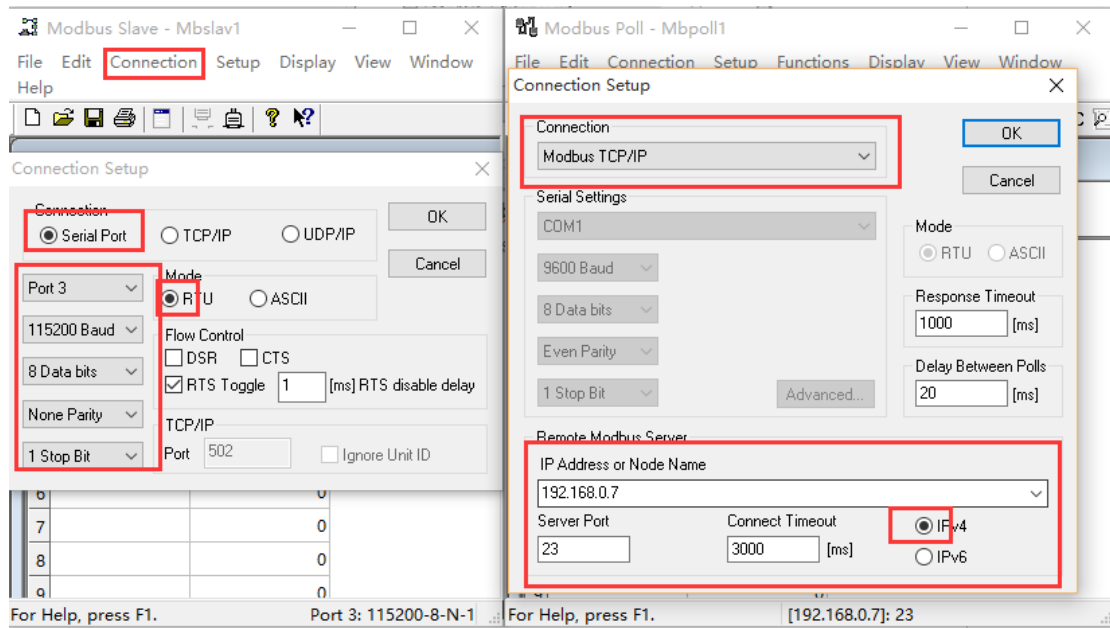 Modbus Slave - Mbslav1
File Edit Connection Setup Display View Window
Help
Connection Setup
Connection
Serial Port
TCP/IP
UDP/IP
OK
Cancel
Port 3
115200 Baud
8 Data bits
None Parity
1 Stop Bit
Mode
RTU
ASCII
Flow Control
DSR
CTS
RTS Toggle
1
[ms] RTS disable delay
TCP/IP
Port
502
Ignore Unit ID
6 0
7 0
8 0
9 0
For Help, press F1.
Port 3: 115200-8-N-1
Modbus Poll - Mbpoll1
File Edit Connection Setup Functions Display View Window
Connection Setup
Connection
Modbus TCP/IP
OK
Cancel
Serial Settings
COM1
9600 Baud
8 Data bits
Even Parity
1 Stop Bit
Advanced...
Mode
RTU
ASCII
Response Timeout
1000
[ms]
Delay Between Polls
20
[ms]
Remote Modbus Server
IP Address or Node Name
192.168.0.7
Server Port
23
Connect Timeout
3000
[ms]
IPv4
IPv6
For Help, press F1.
[192.168.0.7]: 23